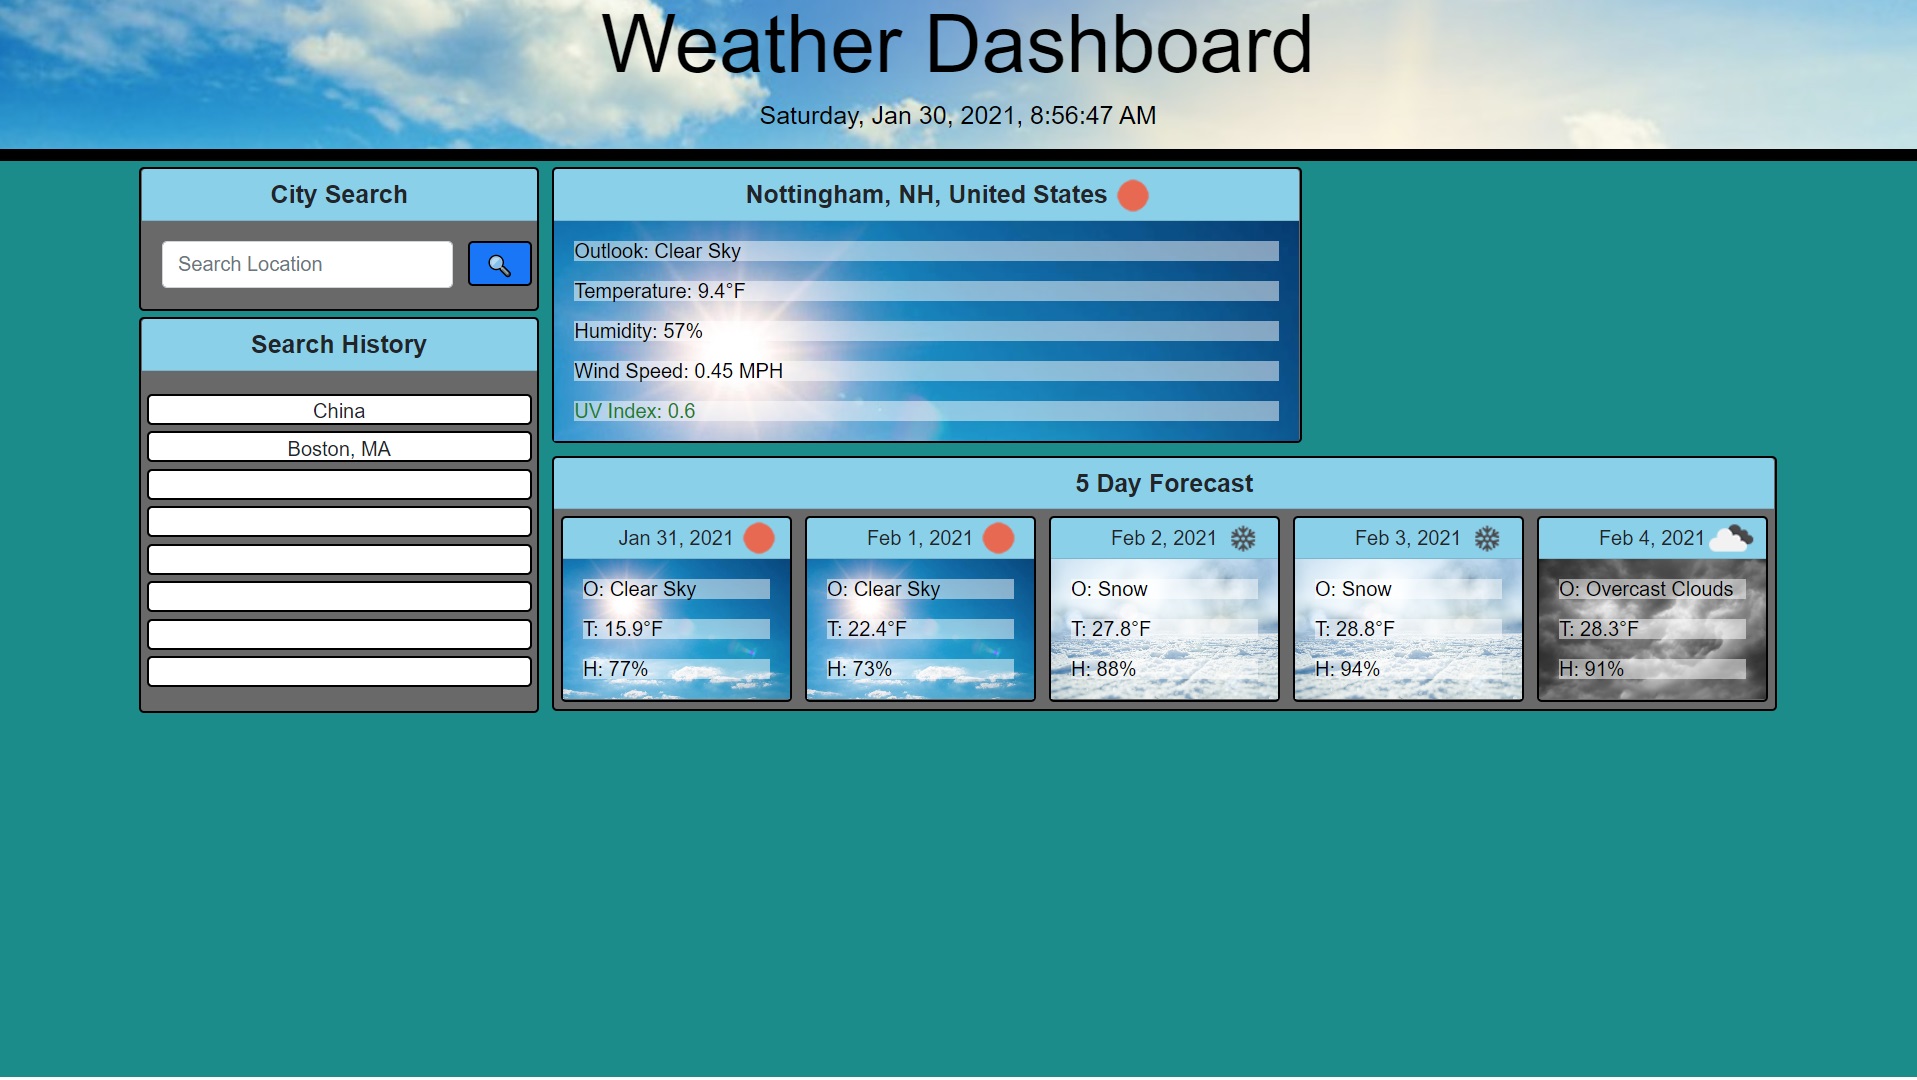 Weather Dashboard
Saturday, Jan 30, 2021, 8:56:47 AM
City Search
Search Location
Search History
China
Boston, MA
Nottingham, NH, United States
Outlook: Clear Sky
Temperature: 9.4°F
Humidity: 57%
Wind Speed: 0.45 MPH
UV Index: 0.6
5 Day Forecast
Jan 31, 2021
O: Clear Sky
T: 15.9°F
H: 77%
Feb 1, 2021
O: Clear Sky
T: 22.4°F
H: 73%
Feb 2, 2021
O: Snow
T: 27.8°F
H: 88%
Feb 3, 2021
O: Snow
T: 28.8°F
H: 94%
Feb 4, 2021
O: Overcast Clouds
T: 28.3°F
H: 91%